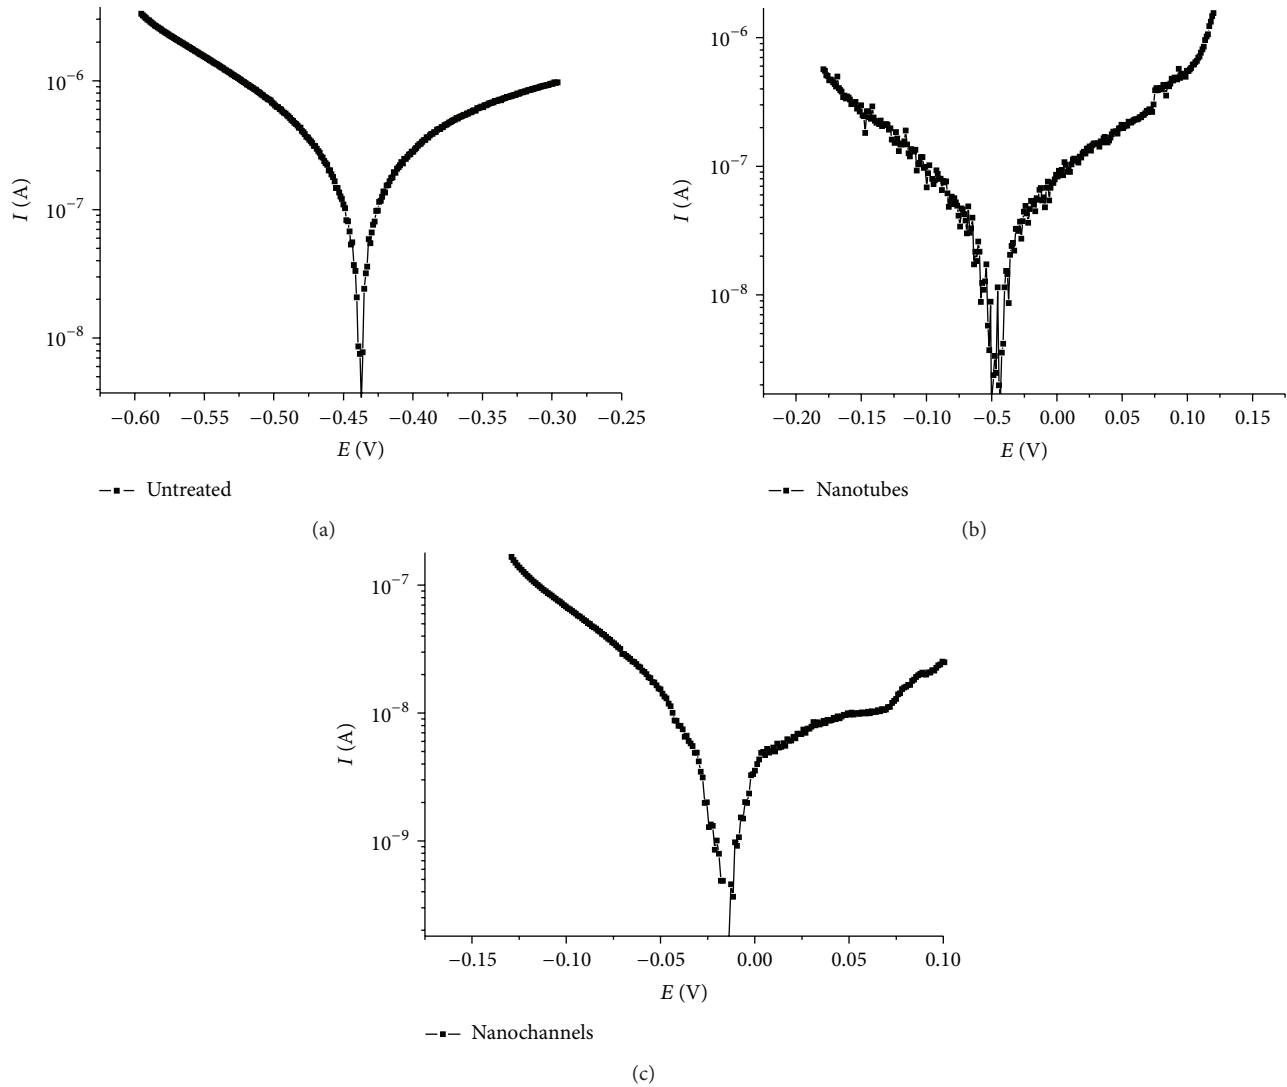 10−6
10−7
10−8
I (A)
−0.60 −0.55 −0.50 −0.45 −0.40 −0.35 −0.30 −0.25
E (V)
Untreated
(a)
10−6
10−7
10−8
I (A)
−0.20 −0.15 −0.10 −0.5 0.00 0.05 0.10 0.15
E (V)
Nanotubes
(b)
10−7
10−8
10−9
I (A)
−0.15 −0.10 −0.05 0.00 0.05 0.10
E (V)
Nanochannels
(c)